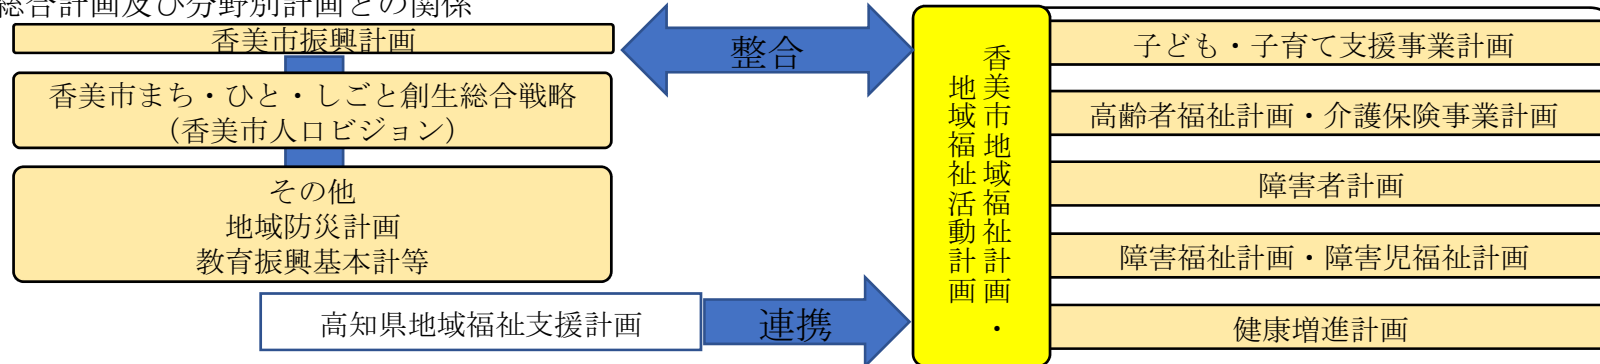 総合計画及び分野別計画との関係
香美市振興計画
香美市まち・ひと・しごと創生総合戦略
（香美市人口ビジョン）
その他
地域防災計画
教育振興基本計等
高知県地域福祉支援計画
整合
連携
香美市地域福祉計画・
地域福祉活動計画
子ども・子育て支援事業計画
高齢者福祉計画・介護保険事業計画
障害者計画
障害福祉計画・障害児福祉計画
健康増進計画